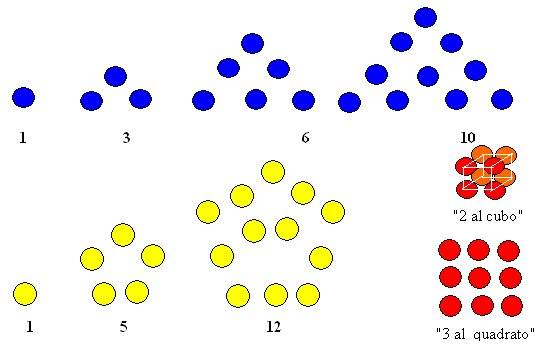 1 3 6 10
"2 al cubo"
1 5 12
"3 al quadrato"